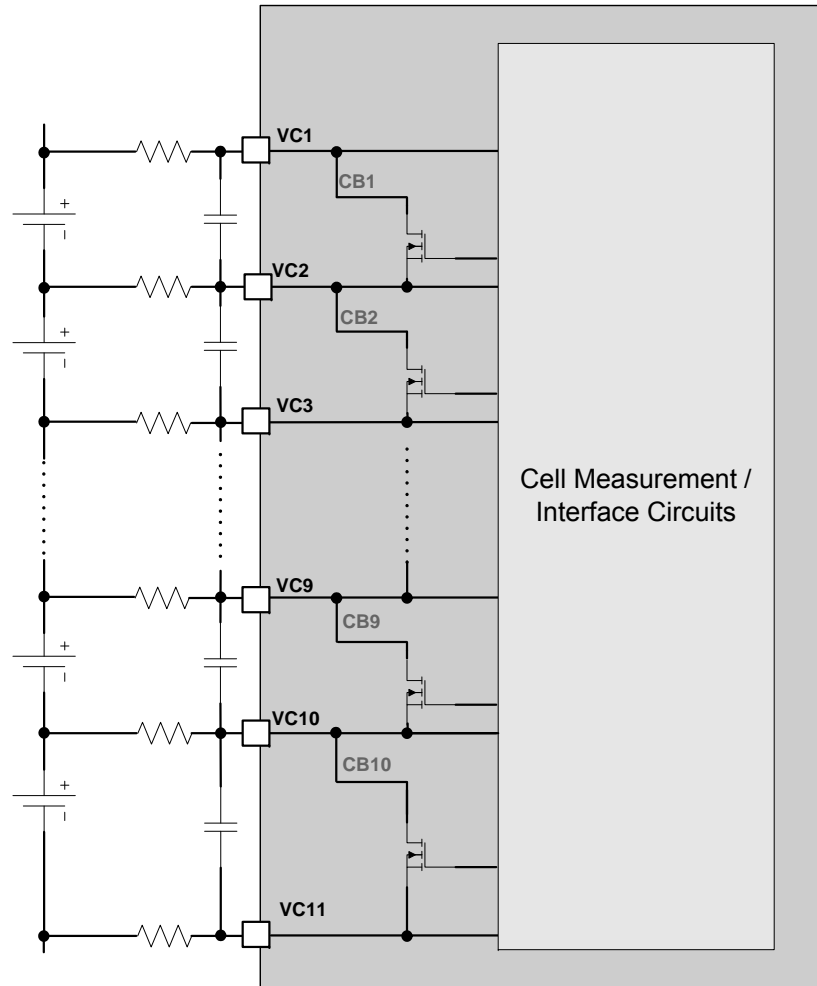 VC1
CB1
+
–
VC2
CB2
+
–
VC3
Cell Measurement /
Interface Circuits
VC9
CB9
+
–
VC10
CB10
+
–
VC11